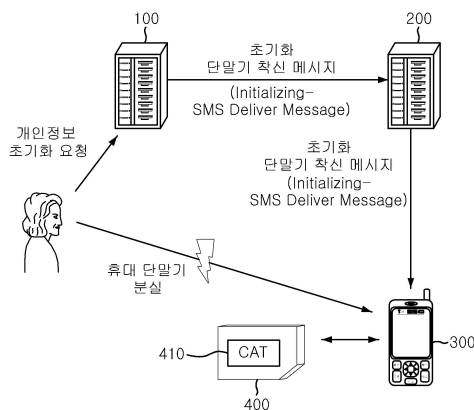 100
200
초기화
단말기 착신 메시지
(Initializing-
SMS Deliver Message)
개인정보
초기화 요청
초기화
단말기 착신 메시지
(Initializing-
SMS Deliver Message)
휴대 단말기
분실
300
410
CAT
400